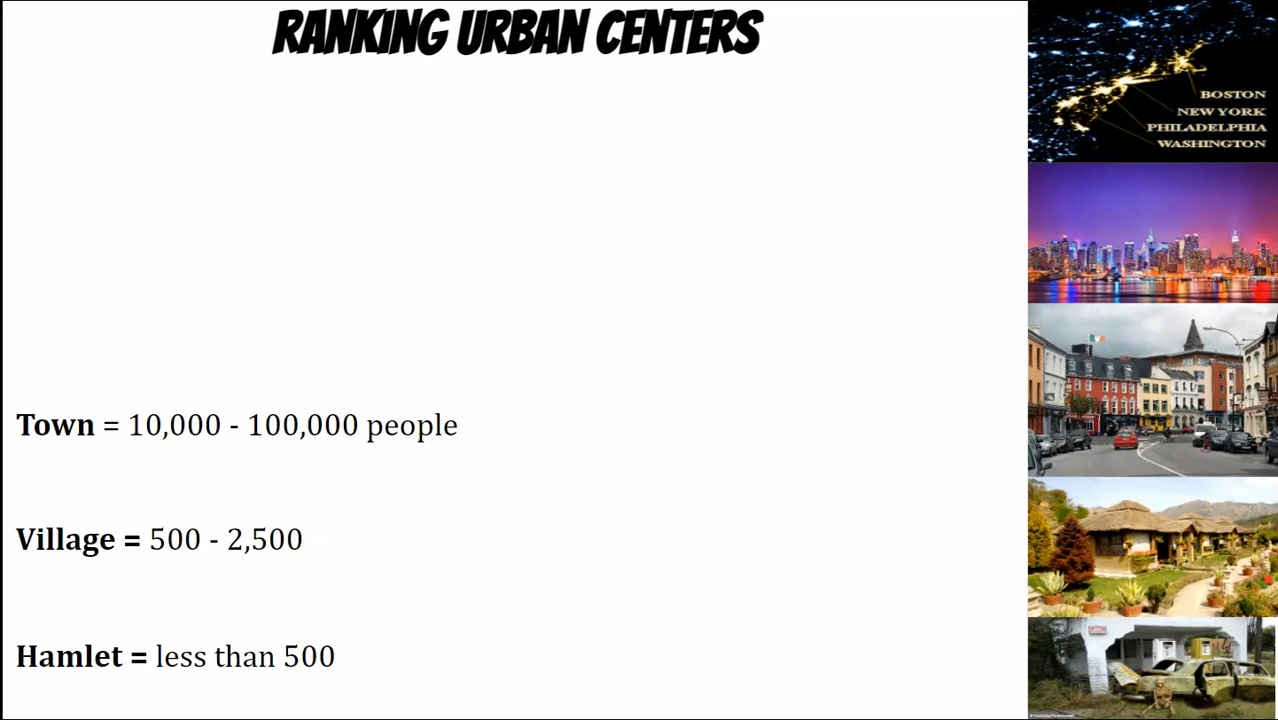 RANKING URBAN CENTERS
BOSTON
NEW YORK
PHILADELPHIA
WASHINGTON
Town = 10,000 - 100,000 people
Village = 500 - 2,500
Hamlet = less than 500